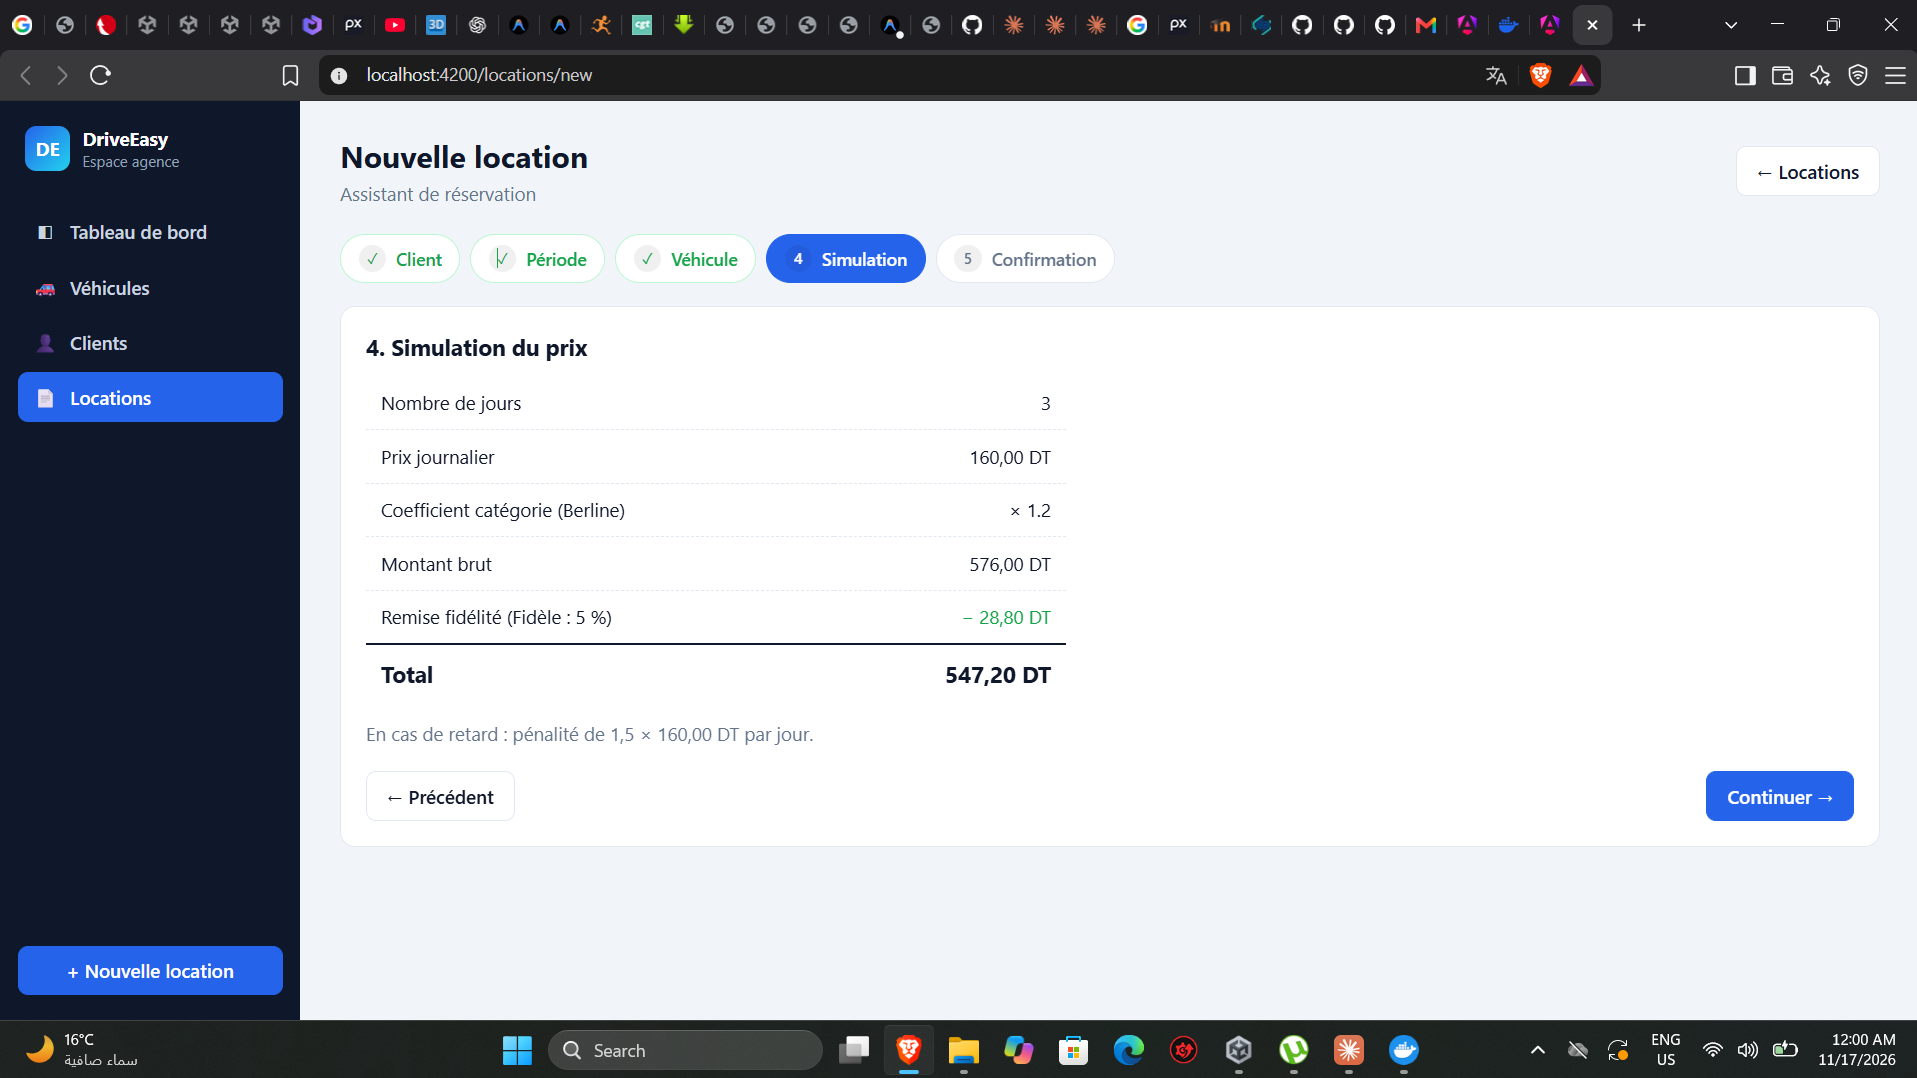 localhost:4200/locations/new
DE
DriveEasy
Espace agence
Tableau de bord
Véhicules
Clients
Locations
+ Nouvelle location
Nouvelle location
Assistant de réservation
← Locations
✓ Client
✓ Période
✓ Véhicule
4 Simulation
5 Confirmation
4. Simulation du prix
Nombre de jours 3
Prix journalier 160,00 DT
Coefficient catégorie (Berline) × 1.2
Montant brut 576,00 DT
Remise fidélité (Fidèle : 5 %) − 28,80 DT
Total 547,20 DT
En cas de retard : pénalité de 1,5 × 160,00 DT par jour.
← Précédent
Continuer →
16°C
سماء صافية
Search
ENG
US
12:00 AM
11/17/2026